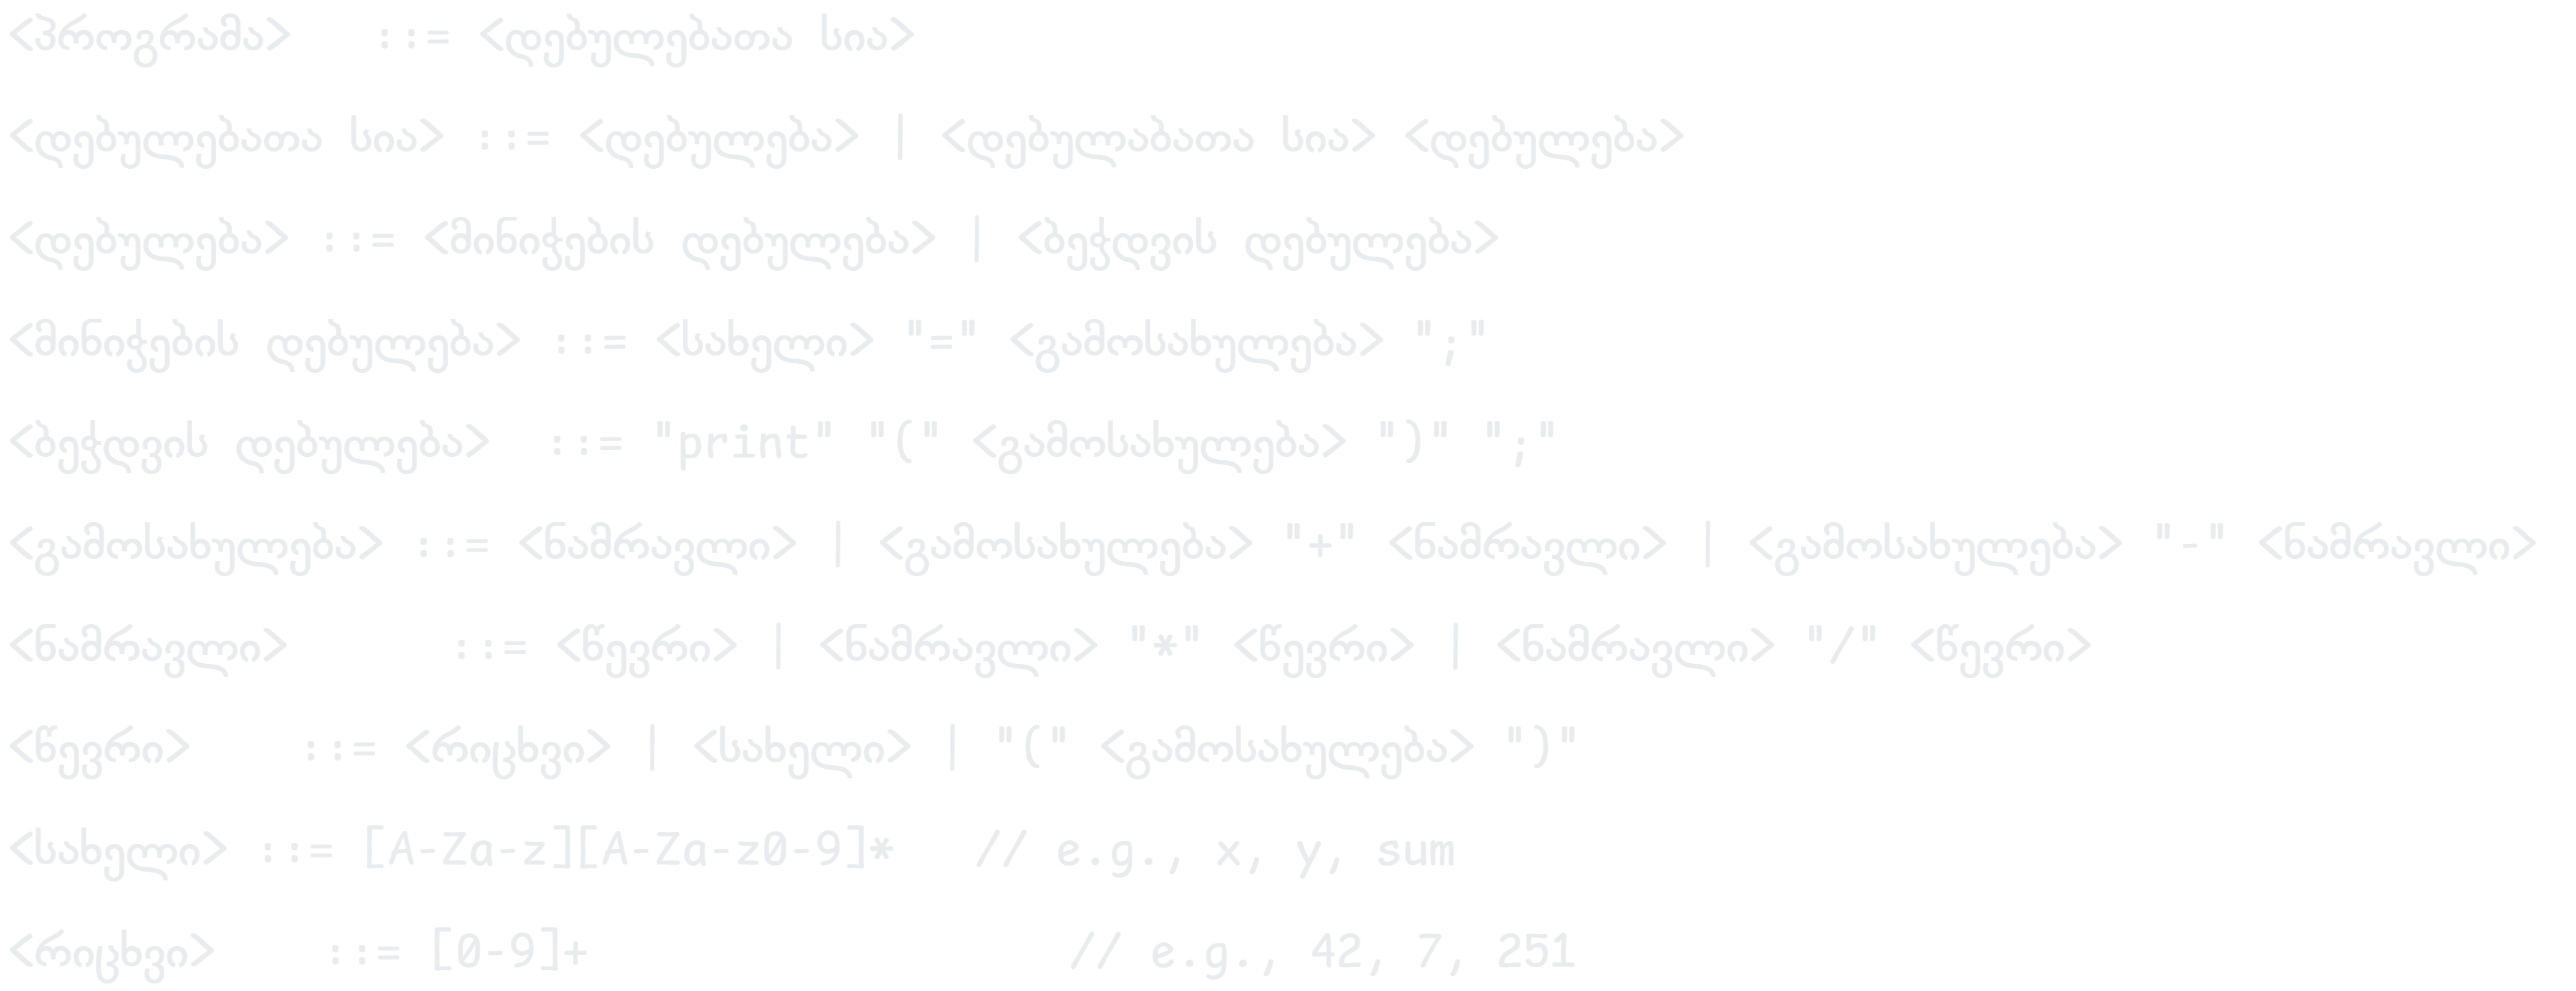 <პროგრამა> ::= <დებულებათა სია>
<დებულებათა სია> ::= <დებულება> | <დებულაბათა სია> <დებულება>
<დებულება> ::= <მინიჭების დებულება> | <ბეჭდვის დებულება>
<მინიჭების დებულება> ::= <სახელი> "=" <გამოსახულება> ";"
<ბეჭდვის დებულება> ::= "print" "(" <გამოსახულება> ")" ";"
<გამოსახულება> ::= <ნამრავლი> | <გამოსახულება> "+" <ნამრავლი> | <გამოსახულება> "-" <ნამრავლი>
<ნამრავლი> ::= <წევრი> | <ნამრავლი> "*" <წევრი> | <ნამრავლი> "/" <წევრი>
<წევრი> ::= <რიცხვი> | <სახელი> | "(" <გამოსახულება> ")"
<სახელი> ::= [A-Za-z][A-Za-z0-9]* // e.g., x, y, sum
<რიცხვი> ::= [0-9]+ // e.g., 42, 7, 251